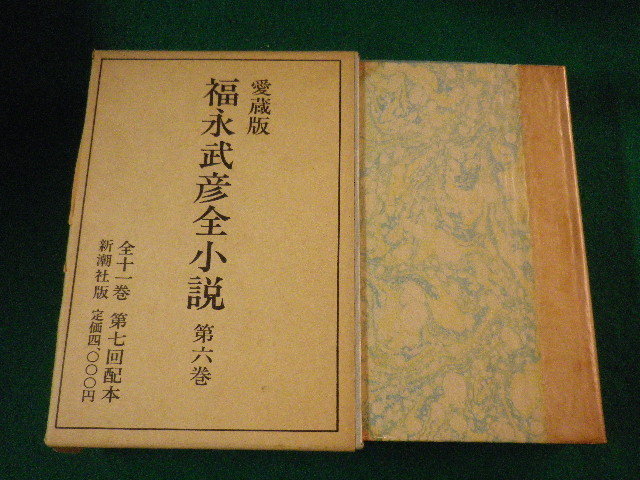 愛蔵版
福永武彦全小説 第六巻
全十一巻 第七回配本
新潮社版 定価四、〇〇〇円